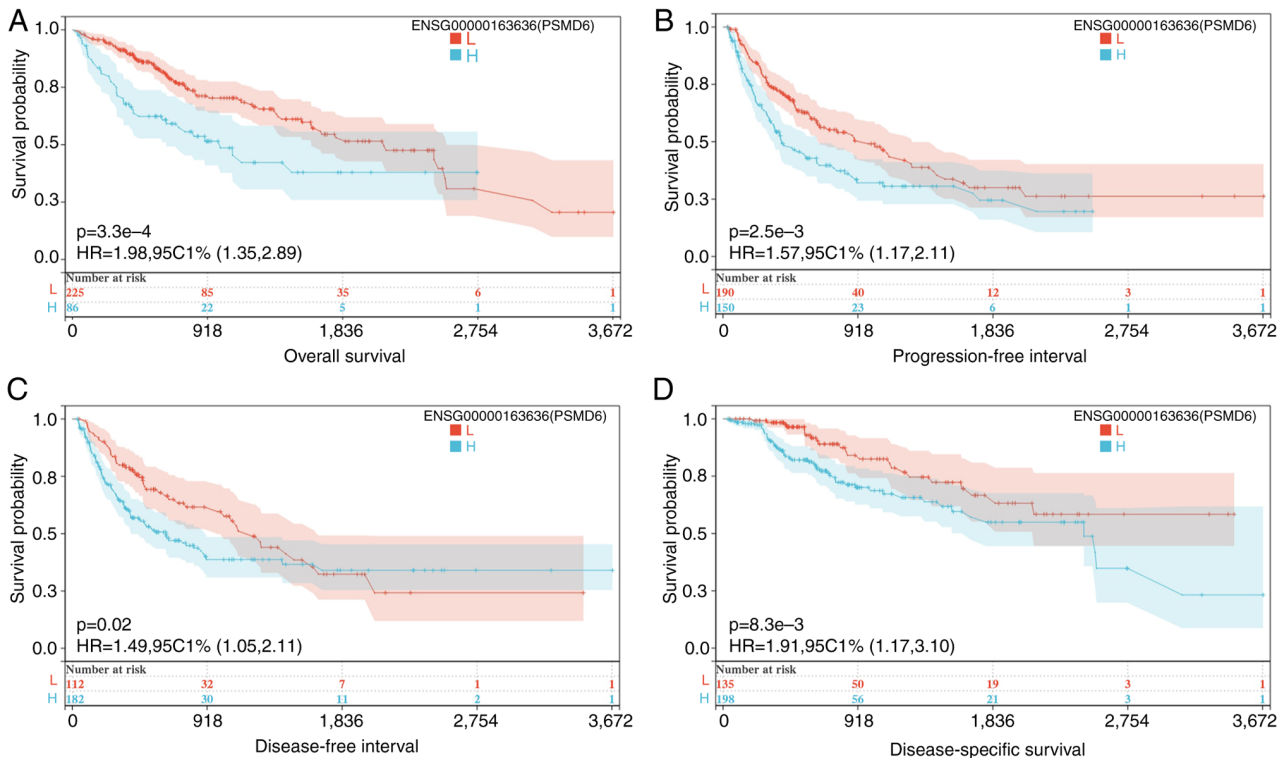 A
ENSG00000163636(PSMD6)
L
H
Survival probability
1.0
0.8
0.5
0.3
0.0
p=3.3e–4
HR=1.98,95C1% (1.35,2.89)
Number at risk
L 225 85 35 6 1
H 86 22 5 1 1
0 918 1,836 2,754 3,672
Overall survival
B
ENSG00000163636(PSMD6)
L
H
Survival probability
1.0
0.8
0.5
0.3
0.0
p=2.5e–3
HR=1.57,95C1% (1.17,2.11)
Number at risk
L 190 40 12 3 1
H 150 23 6 1 1
0 918 1,836 2,754 3,672
Progression-free interval
C
ENSG00000163636(PSMD6)
L
H
Survival probability
1.0
0.8
0.5
0.3
0.0
p=0.02
HR=1.49,95C1% (1.05,2.11)
Number at risk
L 112 32 7 1 1
H 182 30 11 2 1
0 918 1,836 2,754 3,672
Disease-free interval
D
ENSG00000163636(PSMD6)
L
H
Survival probability
1.0
0.8
0.5
0.3
0.0
p=8.3e–3
HR=1.91,95C1% (1.17,3.10)
Number at risk
L 135 50 19 3 1
H 198 56 21 3 1
0 918 1,836 2,754 3,672
Disease-specific survival